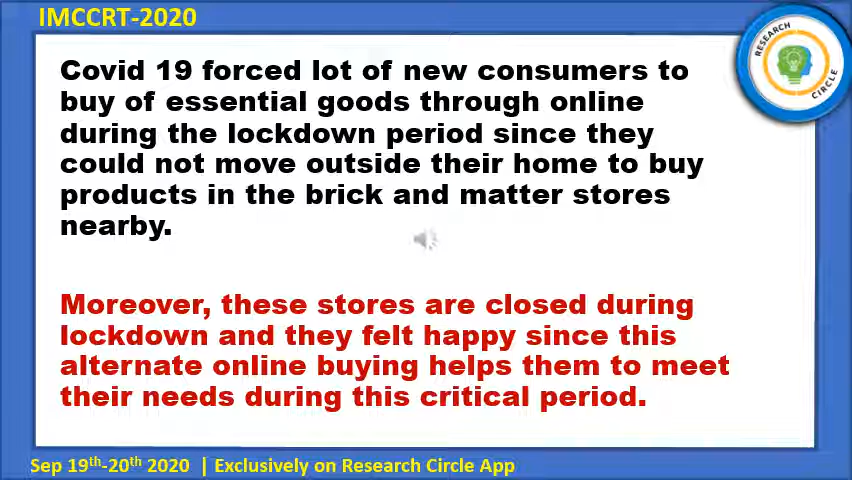 IMCCRT-2020
RESEARCH
CIRCLE
Covid 19 forced lot of new consumers to
buy of essential goods through online
during the lockdown period since they
could not move outside their home to buy
products in the brick and matter stores
nearby.
Moreover, these stores are closed during
lockdown and they felt happy since this
alternate online buying helps them to meet
their needs during this critical period.
Sep 19th-20th 2020 | Exclusively on Research Circle App